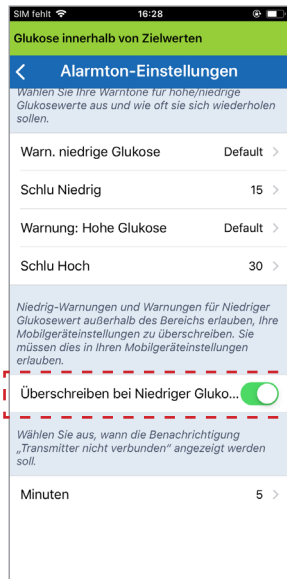 SIM fehlt 16:28
Glukose innerhalb von Zielwerten
Alarmton-Einstellungen
Wählen Sie Ihre Warntöne für hohe/niedrige
Glukosewerte aus und wie oft sie sich wiederholen
sollen.
Warn. niedrige Glukose Default
Schlu Niedrig 15
Warnung: Hohe Glukose Default
Schlu Hoch 30
Niedrig-Warnungen und Warnungen für Niedriger
Glukosewert außerhalb des Bereichs erlauben, Ihre
Mobilgeräteinstellungen zu überschreiben. Sie
müssen dies in Ihren Mobilgeräteinstellungen
erlauben.
Überschreiben bei Niedriger Gluko...
Wählen Sie aus, wann die Benachrichtigung
„Transmitter nicht verbunden" angezeigt werden
soll.
Minuten 5